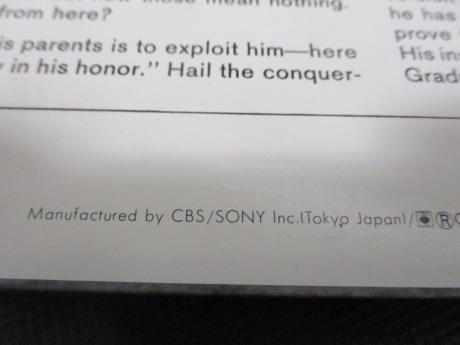 from here?
he has
prove
is parents is to exploit him—here
His in
in his honor." Hail the conquer-
Grad
Manufactured by CBS/SONY Inc.(Tokyo Japan)/®